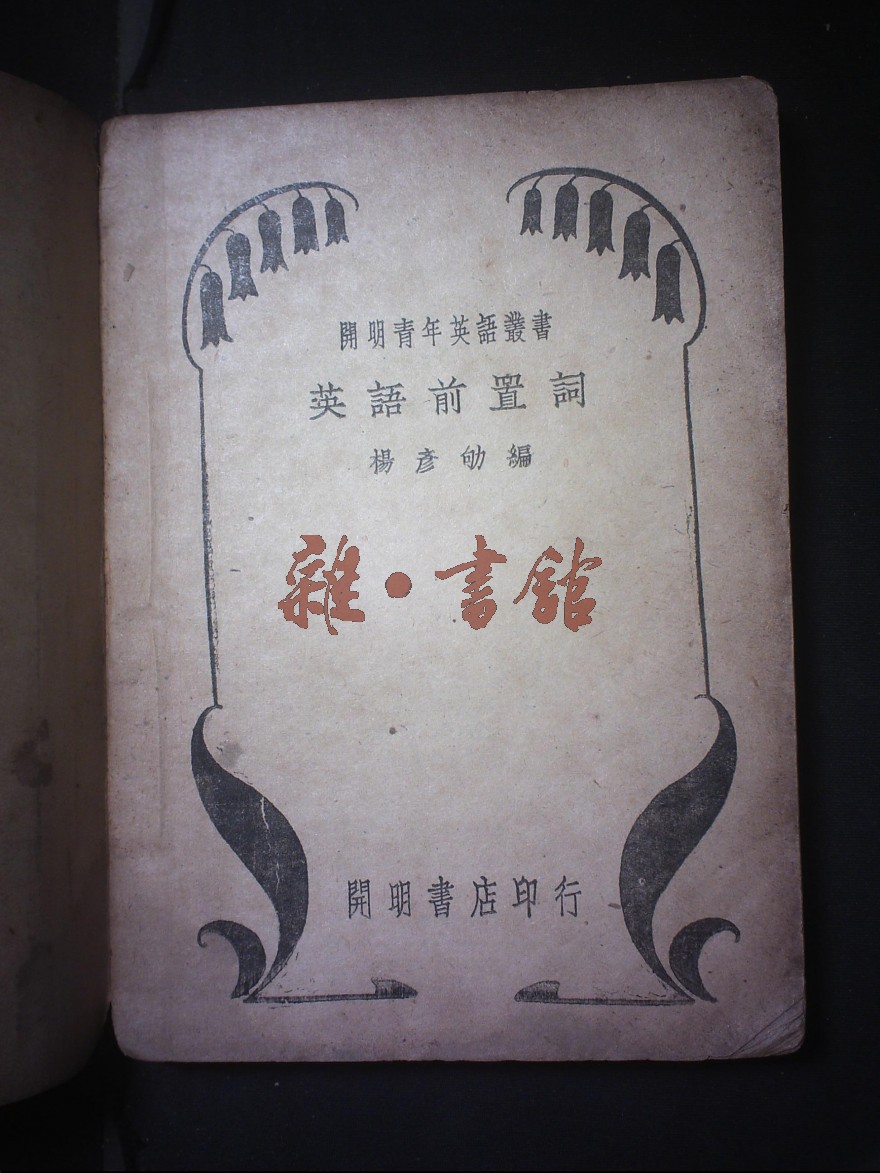 開明青年英語叢書
英語前置詞
楊彥劬編
雜·書館
開明書店印行